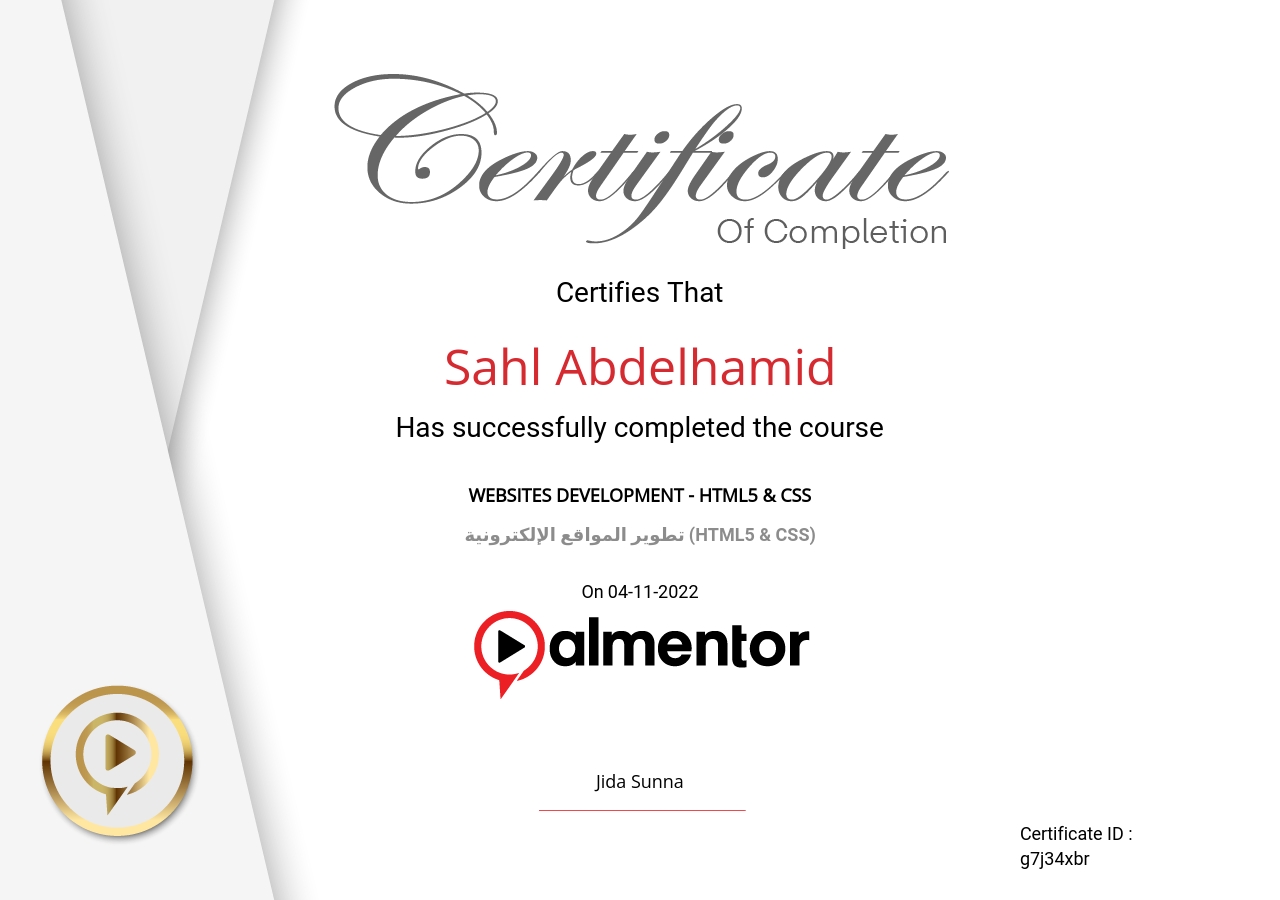 Certificate
Of Completion
Certifies That
Sahl Abdelhamid
Has successfully completed the course
WEBSITES DEVELOPMENT - HTML5 & CSS
تطوير المواقع الإلكترونية (HTML5 & CSS)
On 04-11-2022
almentor
Jida Sunna
Certificate ID :
g7j34xbr